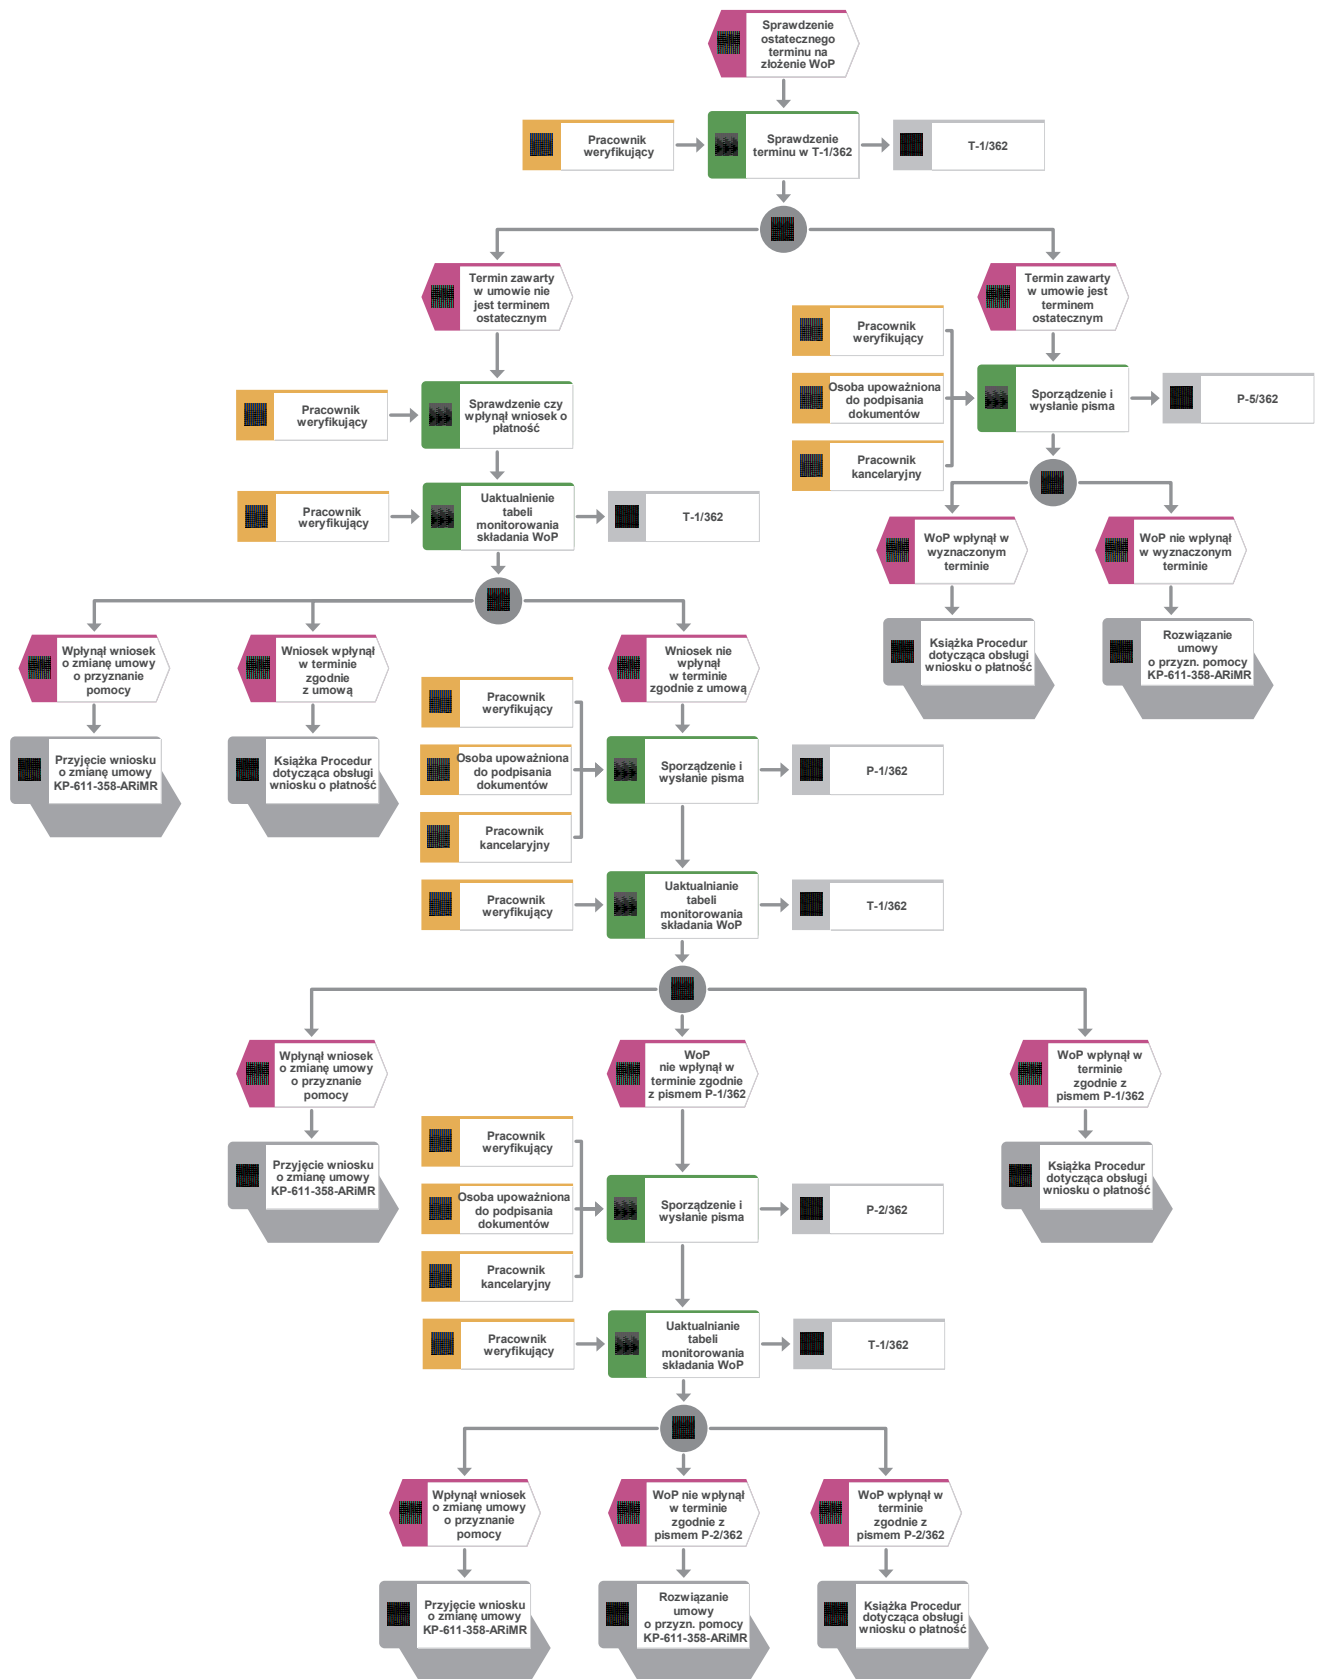 Sprawdzenie
ostatecznego
terminu na
złożenie WoP
Pracownik
weryfikujący
Sprawdzenie
terminu w T-1/362
T-1/362
Termin zawarty
w umowie nie
jest terminem
ostatecznym
Termin zawarty
w umowie jest
terminem
ostatecznym
Pracownik
weryfikujący
Osoba upoważniona
do podpisania
dokumentów
Pracownik
kancelaryjny
Sporządzenie i
wysłanie pisma
P-5/362
Pracownik
weryfikujący
Sprawdzenie czy
wpłynął wniosek o
płatność
Pracownik
weryfikujący
Uaktualnienie
tabeli
monitorowania
składania WoP
T-1/362
WoP wpłynął w
wyznaczonym
terminie
WoP nie wpłynął
w wyznaczonym
terminie
Książka Procedur
dotycząca obsługi
wniosku o płatność
Rozwiązanie
umowy
o przyzn. pomocy
KP-611-358-ARiMR
Wpłynął wniosek
o zmianę umowy
o przyznanie
pomocy
Wniosek wpłynął
w terminie
zgodnie
z umową
Wniosek nie
wpłynął
w terminie
zgodnie z umową
Przyjęcie wniosku
o zmianę umowy
KP-611-358-ARiMR
Książka Procedur
dotycząca obsługi
wniosku o płatność
Pracownik
weryfikujący
Osoba upoważniona
do podpisania
dokumentów
Pracownik
kancelaryjny
Sporządzenie i
wysłanie pisma
P-1/362
Pracownik
weryfikujący
Uaktualnianie
tabeli
monitorowania
składania WoP
T-1/362
Wpłynął wniosek
o zmianę umowy
o przyznanie
pomocy
WoP
nie wpłynął w
terminie zgodnie
z pismem P-1/362
WoP wpłynął w
terminie
zgodnie z
pismem P-1/362
Przyjęcie wniosku
o zmianę umowy
KP-611-358-ARiMR
Książka Procedur
dotycząca obsługi
wniosku o płatność
Pracownik
weryfikujący
Osoba upoważniona
do podpisania
dokumentów
Pracownik
kancelaryjny
Sporządzenie i
wysłanie pisma
P-2/362
Pracownik
weryfikujący
Uaktualnianie
tabeli
monitorowania
składania WoP
T-1/362
Wpłynął wniosek
o zmianę umowy
o przyznanie
pomocy
WoP nie wpłynął
w terminie
zgodnie z
pismem P-2/362
WoP wpłynął w
terminie
zgodnie z
pismem P-2/362
Przyjęcie wniosku
o zmianę umowy
KP-611-358-ARiMR
Rozwiązanie
umowy
o przyzn. pomocy
KP-611-358-ARiMR
Książka Procedur
dotycząca obsługi
wniosku o płatność